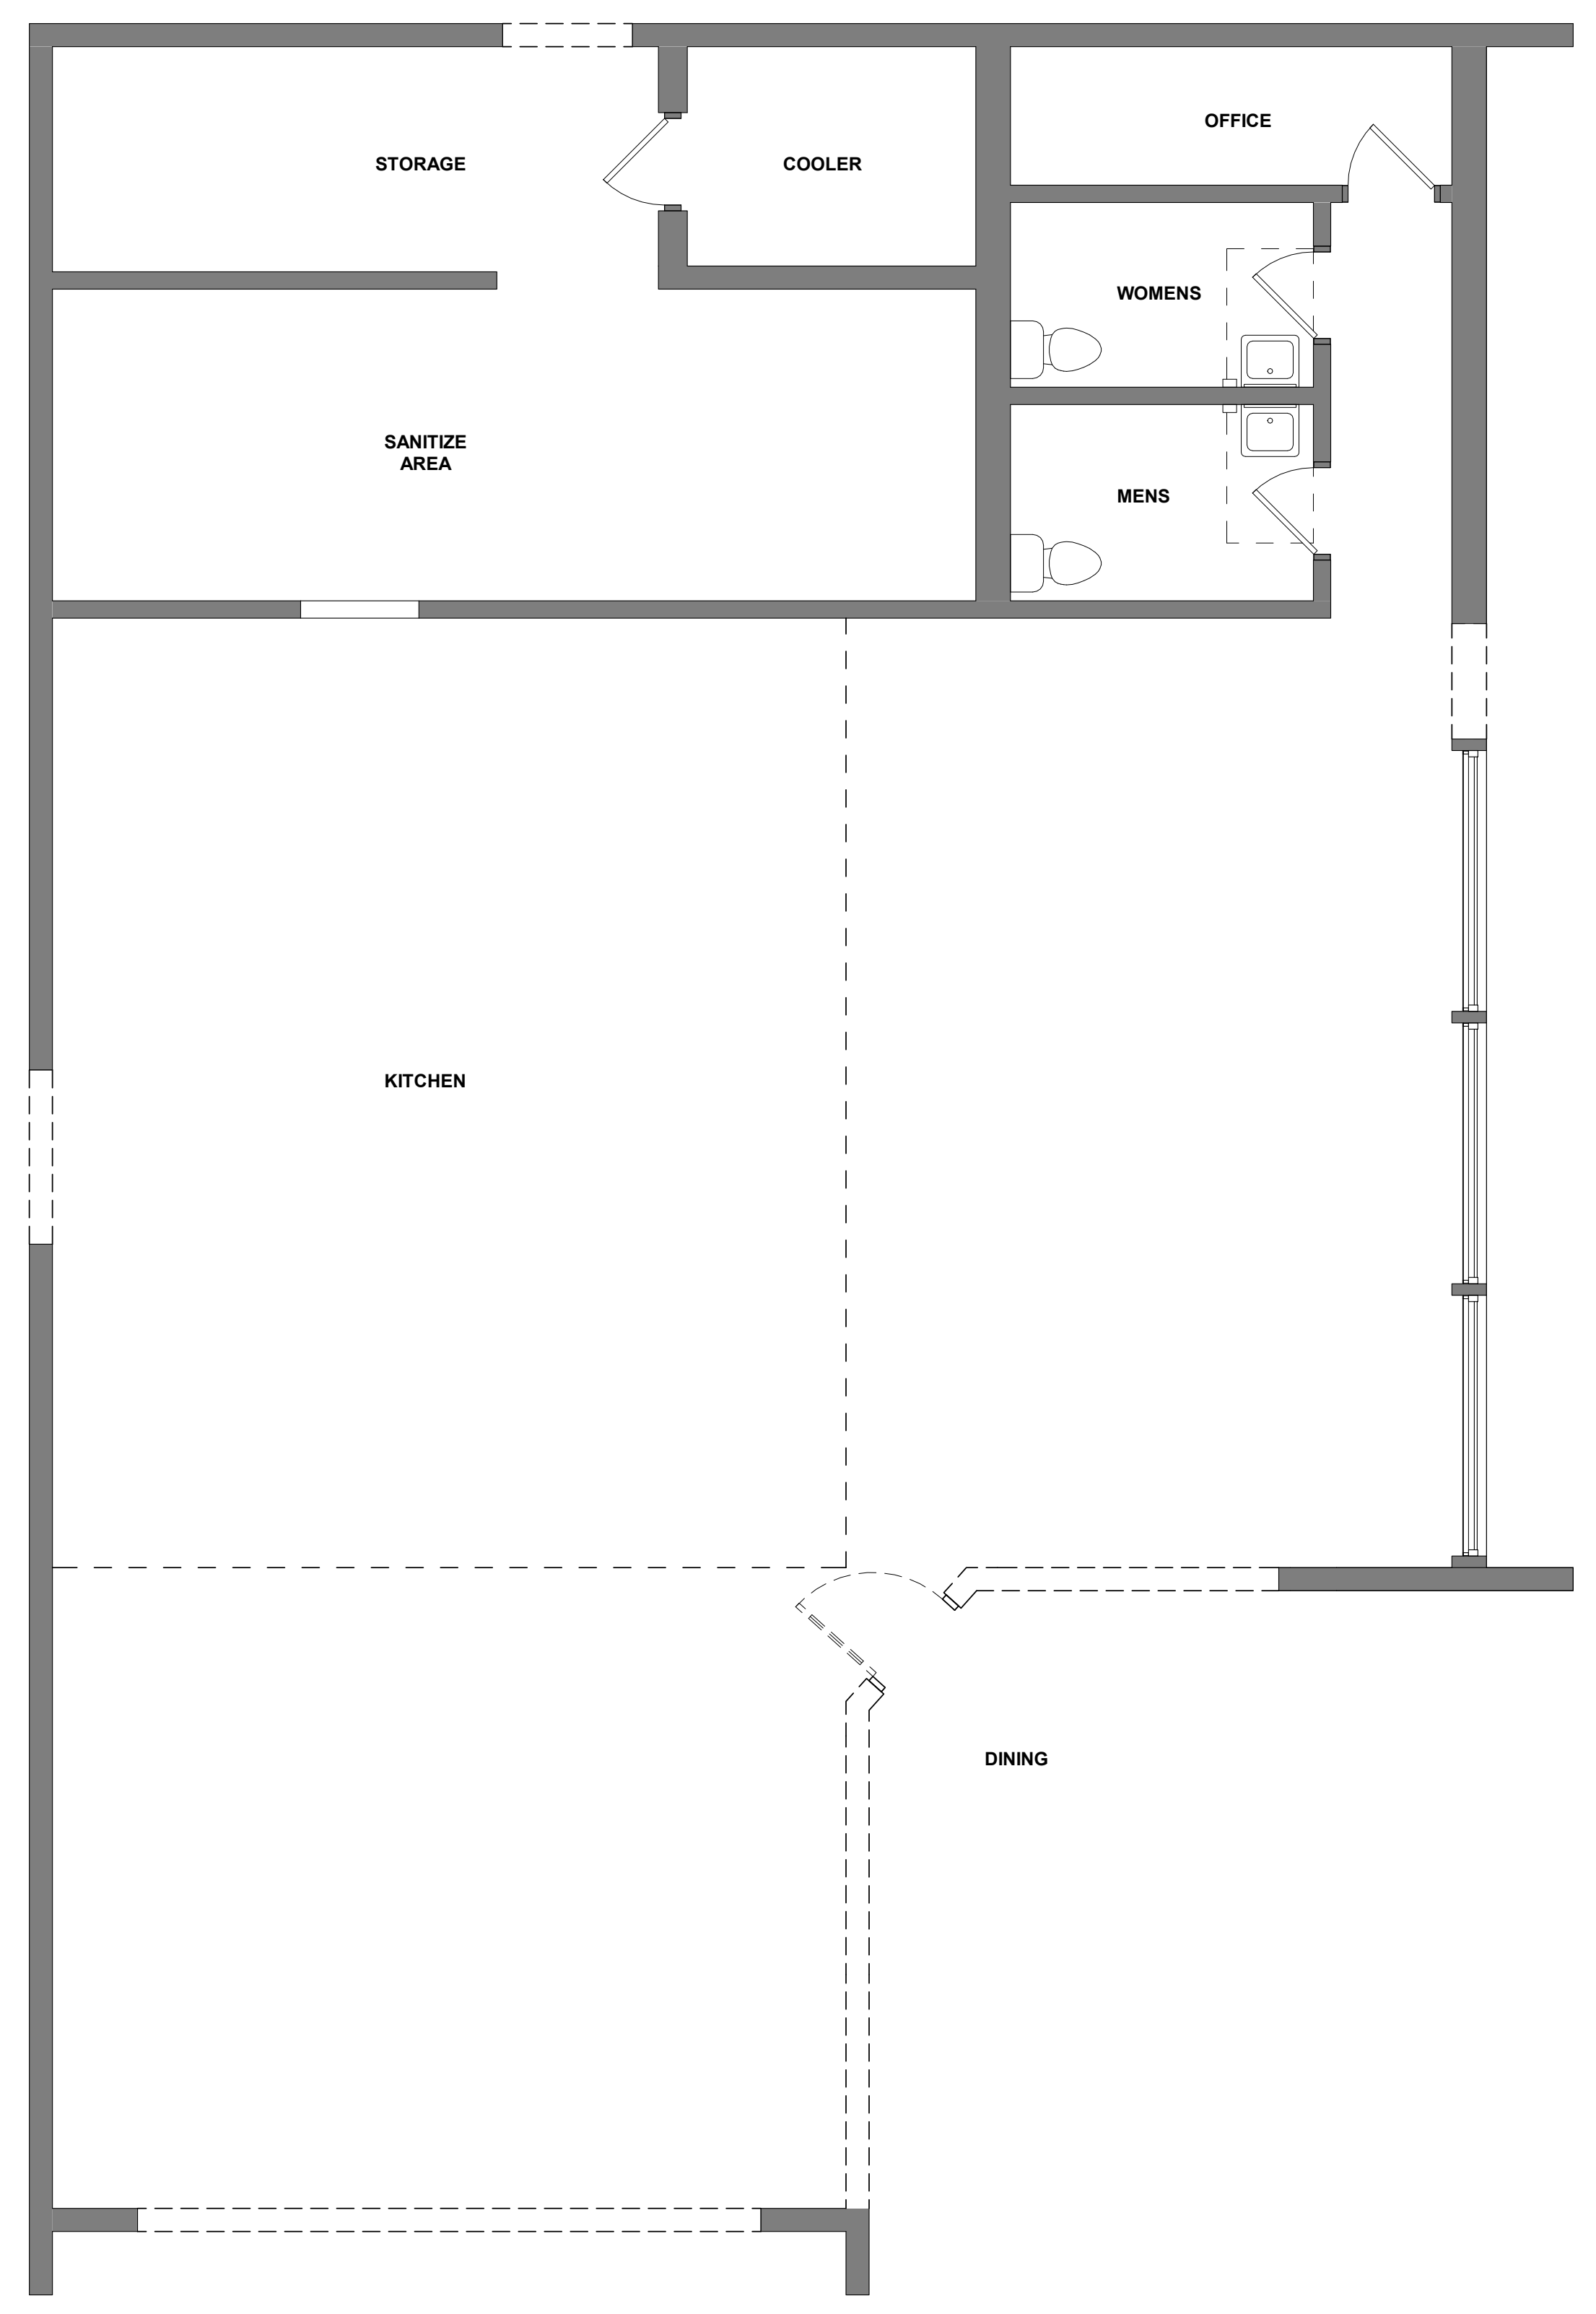 OFFICE
STORAGE
COOLER
WOMENS
SANITIZE
AREA
MENS
KITCHEN
DINING